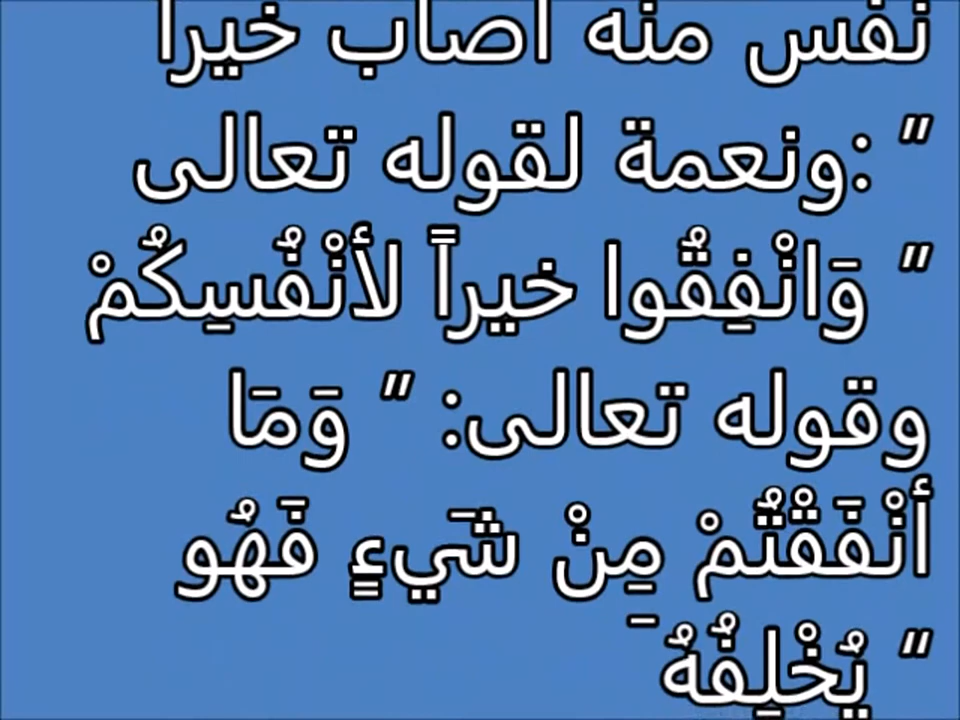 نفس منه أصاب خيراً
” :ونعمة لقوله تعالى
” وَانْفِقُوا خيراً لأنْفُسِكُمْ
وقوله تعالى: ” وَمَا
أنْفَقْتُمْ مِنْ شَيءٍ فَهُو
” يُخْلِفُهُ َ